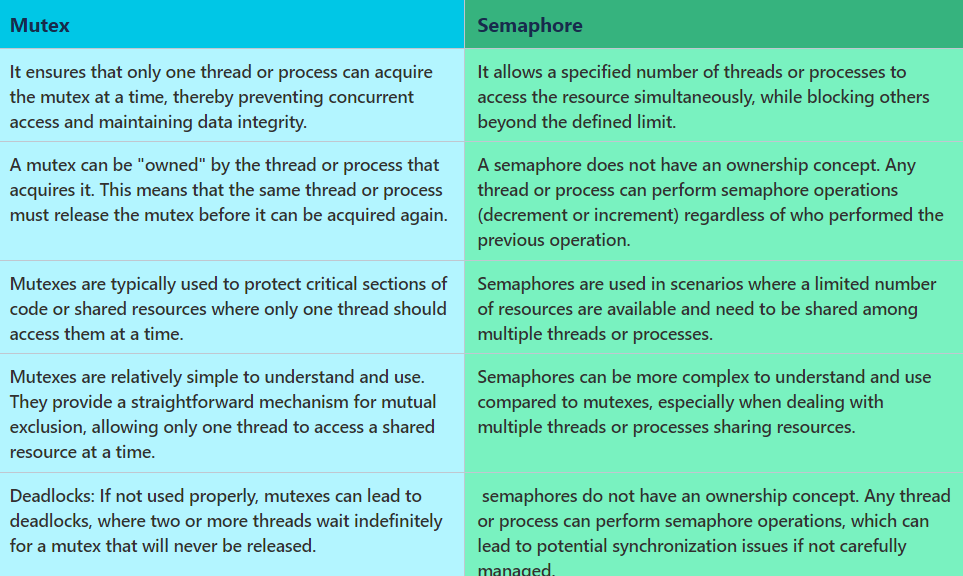 Mutex
Semaphore
It ensures that only one thread or process can acquire
the mutex at a time, thereby preventing concurrent
access and maintaining data integrity.
It allows a specified number of threads or processes to
access the resource simultaneously, while blocking others
beyond the defined limit.
A mutex can be "owned" by the thread or process that
acquires it. This means that the same thread or process
must release the mutex before it can be acquired again.
A semaphore does not have an ownership concept. Any
thread or process can perform semaphore operations
(decrement or increment) regardless of who performed the
previous operation.
Mutexes are typically used to protect critical sections of
code or shared resources where only one thread should
access them at a time.
Semaphores are used in scenarios where a limited number
of resources are available and need to be shared among
multiple threads or processes.
Mutexes are relatively simple to understand and use.
They provide a straightforward mechanism for mutual
exclusion, allowing only one thread to access a shared
resource at a time.
Semaphores can be more complex to understand and use
compared to mutexes, especially when dealing with
multiple threads or processes sharing resources.
Deadlocks: If not used properly, mutexes can lead to
deadlocks, where two or more threads wait indefinitely
for a mutex that will never be released.
semaphores do not have an ownership concept. Any thread
or process can perform semaphore operations, which can
lead to potential synchronization issues if not carefully
managed.